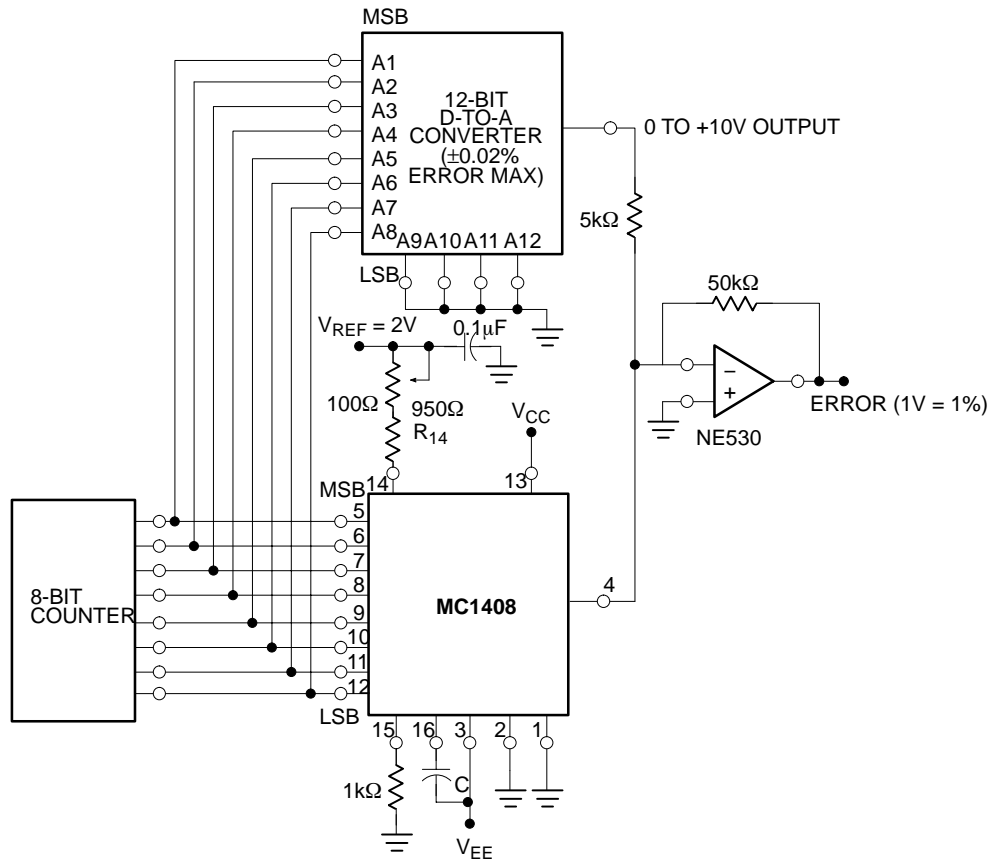 MSB
A1
A2
A3
A4
A5
A6
A7
A8
12-BIT
D-TO-A
CONVERTER
(±0.02%
ERROR MAX)
A9 A10 A11 A12
LSB
0 TO +10V OUTPUT
5kΩ
50kΩ
VREF = 2V
0.1μF
100Ω
950Ω
R14
VCC
−
+
NE530
ERROR (1V = 1%)
MSB
14
13
5
6
7
8
9
10
11
12
LSB
8-BIT
COUNTER
MC1408
4
15
16
3
2
1
1kΩ
C
VEE